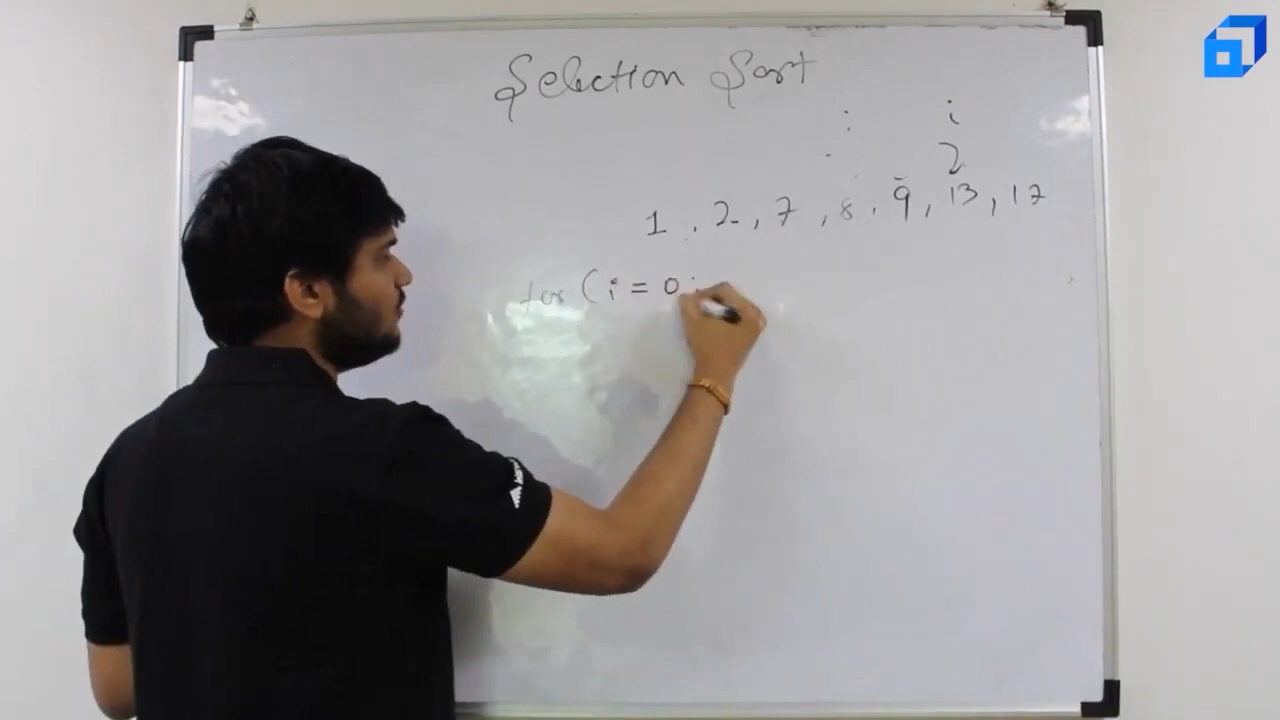 Selection Sort
i
2
1, 2, 7, 8, 9, 13, 17
for (i = 0;